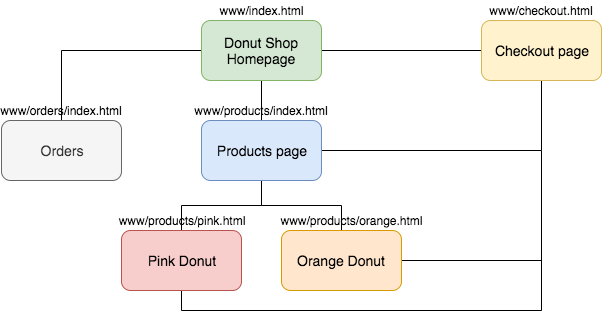 www/index.html
www/checkout.html
Donut Shop
Homepage
Checkout page
www/orders/index.html
www/products/index.html
Orders
Products page
www/products/pink.html
www/products/orange.html
Pink Donut
Orange Donut